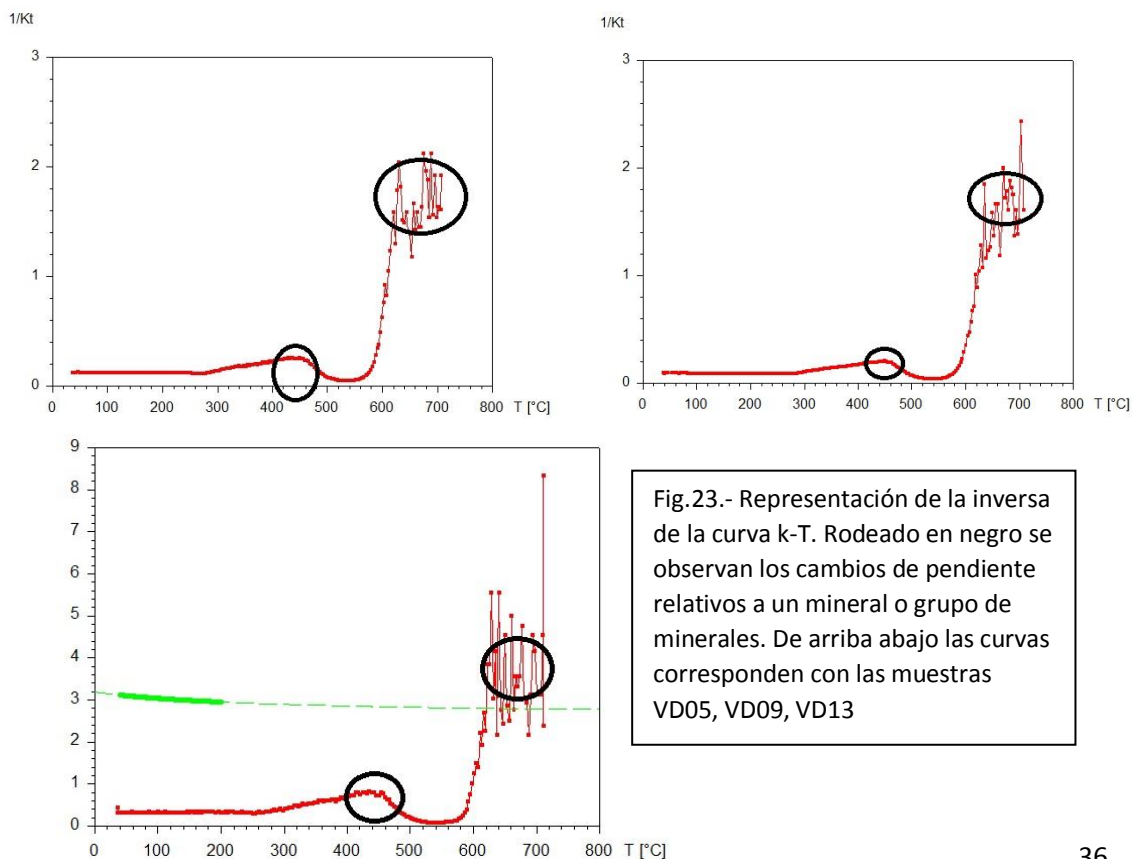 1/Kt
3
2
1
0
0 100 200 300 400 500 600 700 800 T [°C]
1/Kt
3
2
1
0
0 100 200 300 400 500 600 700 800 T [°C]
9
8
7
6
5
4
3
2
1
0
0 100 200 300 400 500 600 700 800 T [°C]
Fig.23.- Representación de la inversa
de la curva k-T. Rodeado en negro se
observan los cambios de pendiente
relativos a un mineral o grupo de
minerales. De arriba abajo las curvas
corresponden con las muestras
VD05, VD09, VD13
36